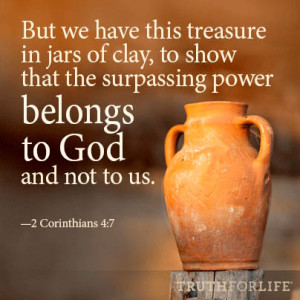 But we have this treasure
in jars of clay, to show
that the surpassing power
belongs
to God
and not to us.
—2 Corinthians 4:7
TRUTHFORLIFE®